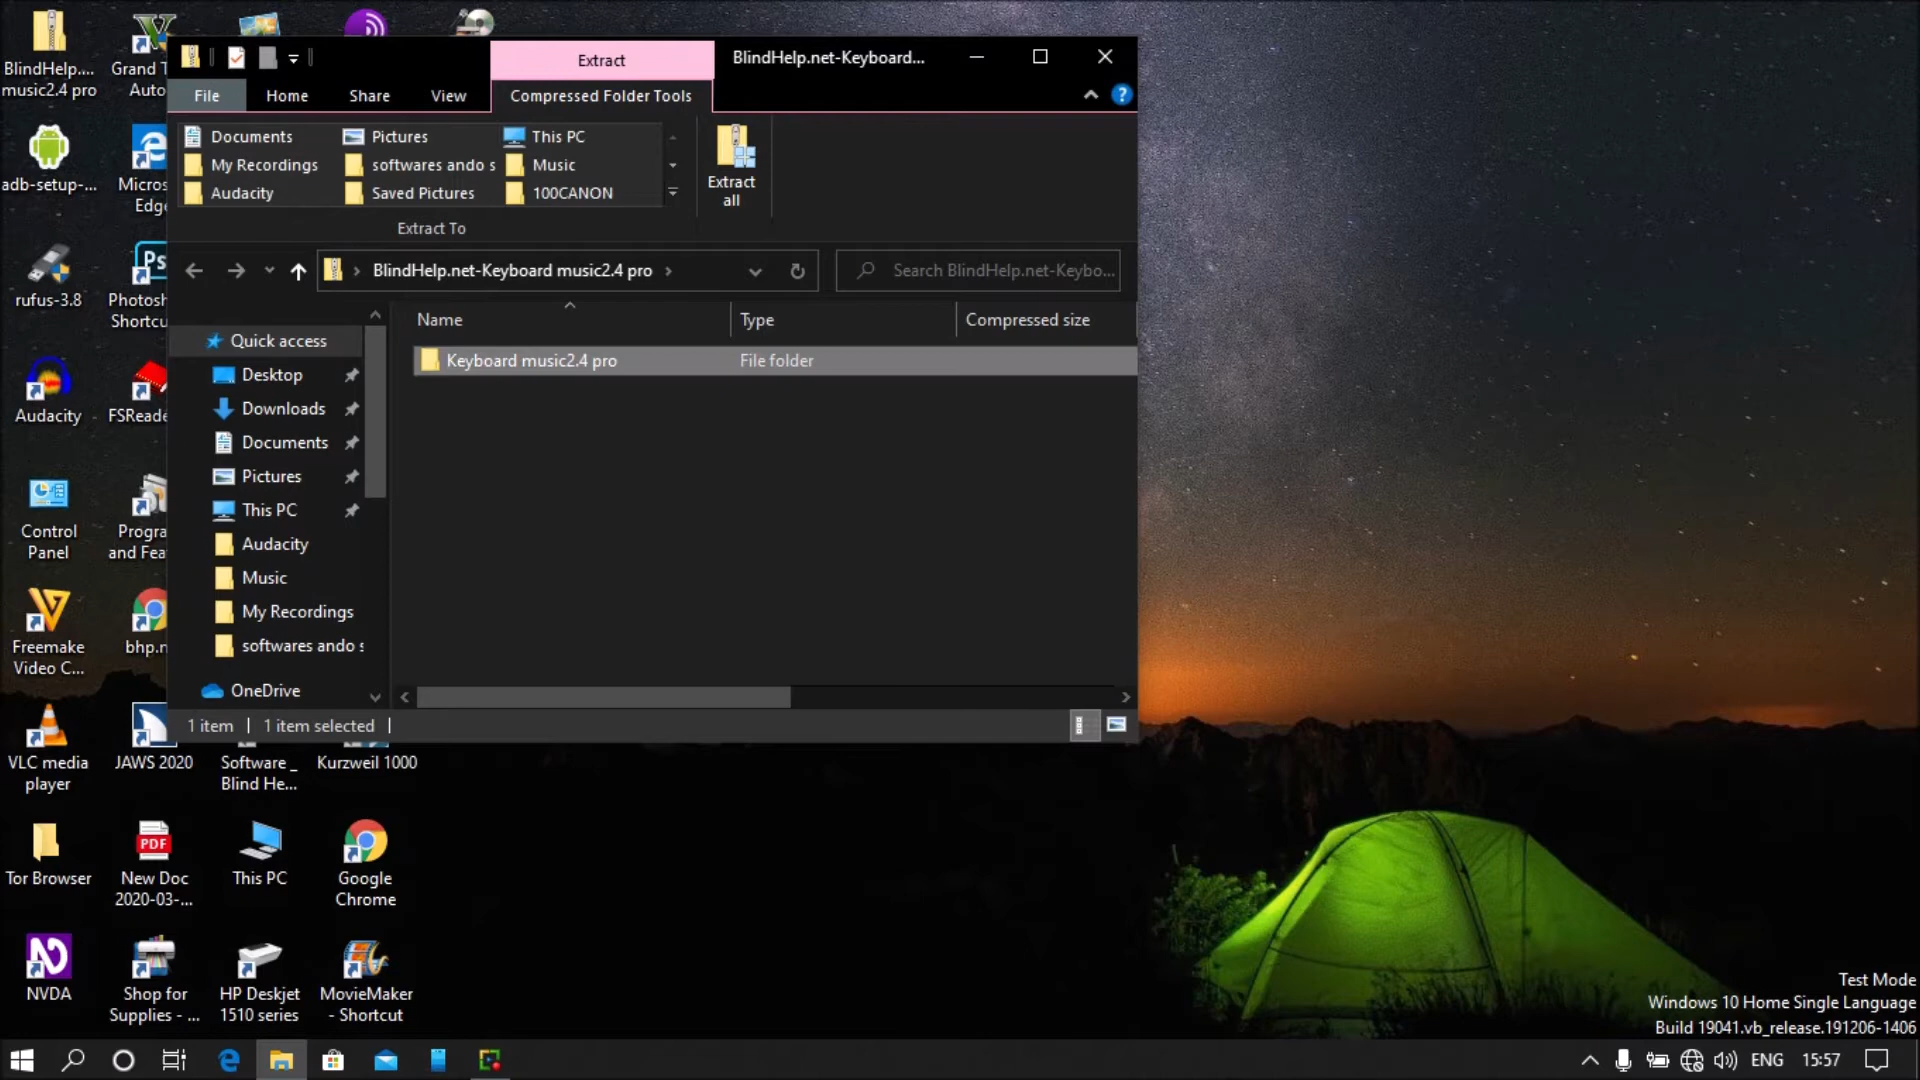 BlindHelp....
music2.4 pro
Grand T
Auto
adb-setup-...
Micros
Edge
rufus-3.8
Photosh
Shortcu
Audacity
FSReade
Control
Panel
Progra
and Fea
Freemake
Video C...
bhp.n
VLC media
player
JAWS 2020
Software _
Blind He...
Kurzweil 1000
Tor Browser
New Doc
2020-03-...
This PC
Google
Chrome
NVDA
Shop for
Supplies - ...
HP Deskjet
1510 series
MovieMaker
- Shortcut
PDF
Ps
Extract
BlindHelp.net-Keyboard...
File
Home
Share
View
Compressed Folder Tools
?
Documents
Pictures
This PC
My Recordings
softwares ando s
Music
Audacity
Saved Pictures
100CANON
Extract
all
Extract To
BlindHelp.net-Keyboard music2.4 pro
Search BlindHelp.net-Keybo...
Name
Type
Compressed size
Keyboard music2.4 pro
File folder
Quick access
Desktop
Downloads
Documents
Pictures
This PC
Audacity
Music
My Recordings
softwares ando s
OneDrive
1 item
1 item selected
Test Mode
Windows 10 Home Single Language
Build 19041.vb_release.191206-1406
ENG
15:57